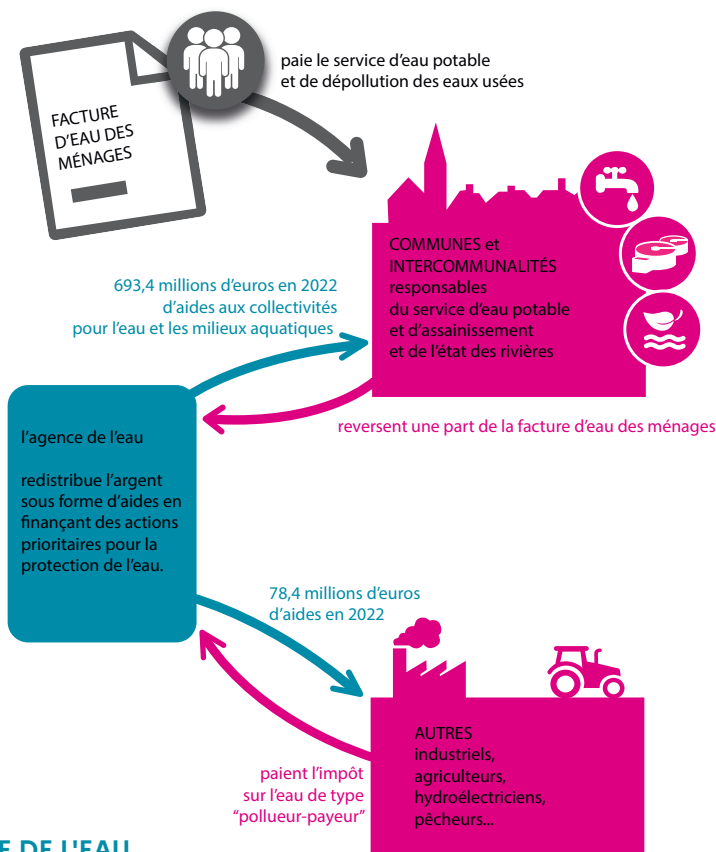 FACTURE
D'EAU DES
MÉNAGES
paie le service d'eau potable
et de dépollution des eaux usées
COMMUNES et
INTERCOMMUNALITÉS
responsables
du service d'eau potable
et d'assainissement
et de l'état des rivières
693,4 millions d'euros en 2022
d'aides aux collectivités
pour l'eau et les milieux aquatiques
reversent une part de la facture d'eau des ménages
l'agence de l'eau
redistribue l'argent
sous forme d'aides en
finançant des actions
prioritaires pour la
protection de l'eau.
78,4 millions d'euros
d'aides en 2022
paient l'impôt
sur l'eau de type
"pollueur-payeur"
AUTRES
industriels,
agriculteurs,
hydroélectriciens,
pêcheurs...
DE L'EAU